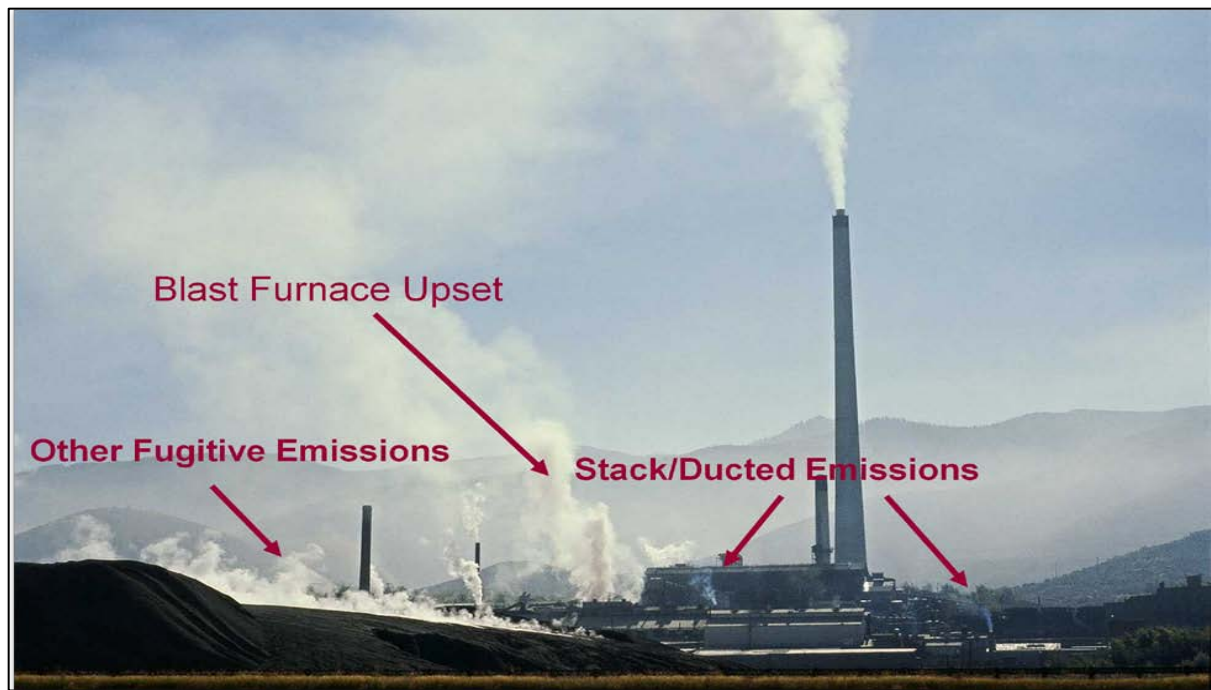 Blast Furnace Upset
Other Fugitive Emissions
Stack/Ducted Emissions